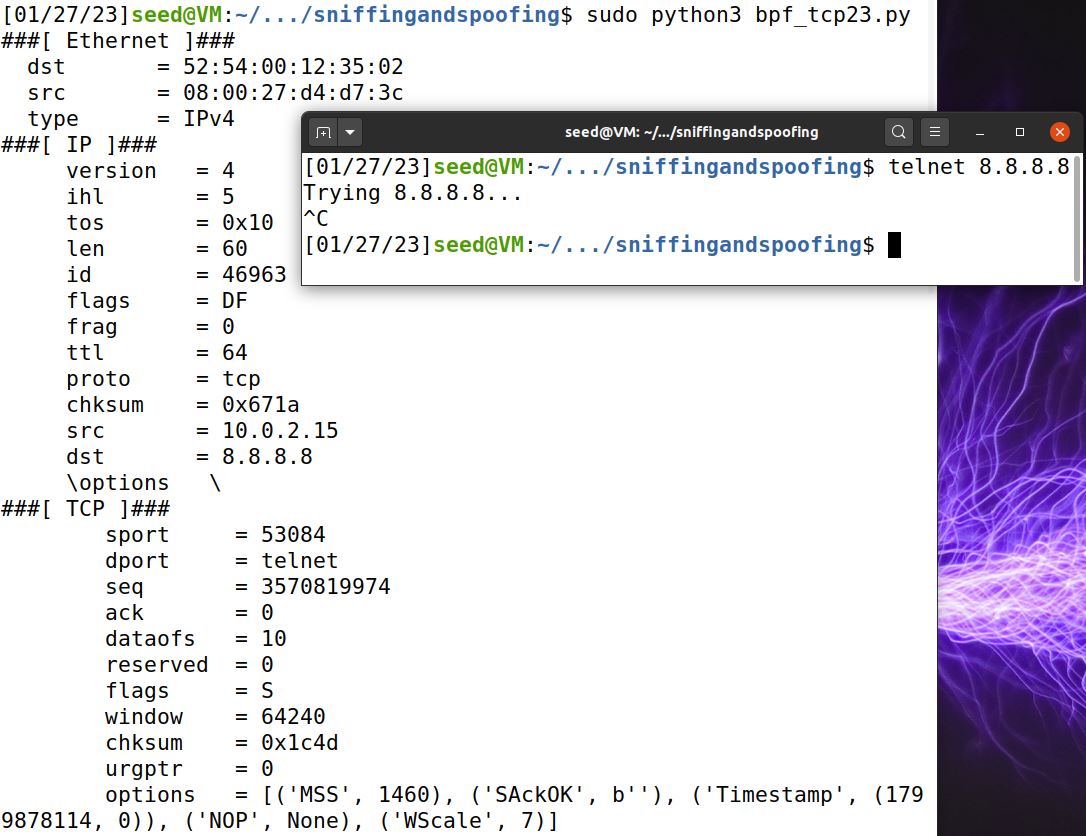 [01/27/23]seed@VM:~/.../sniffingandspoofing$ sudo python3 bpf_tcp23.py
###[ Ethernet ]###
  dst       = 52:54:00:12:35:02
  src       = 08:00:27:d4:d7:3c
  type      = IPv4
###[ IP ]###
     version   = 4
     ihl       = 5
     tos       = 0x10
     len       = 60
     id        = 46963
     flags     = DF
     frag      = 0
     ttl       = 64
     proto     = tcp
     chksum    = 0x671a
     src       = 10.0.2.15
     dst       = 8.8.8.8
     \options   \
###[ TCP ]###
        sport     = 53084
        dport     = telnet
        seq       = 3570819974
        ack       = 0
        dataofs   = 10
        reserved  = 0
        flags     = S
        window    = 64240
        chksum    = 0x1c4d
        urgptr    = 0
        options   = [('MSS', 1460), ('SAckOK', b''), ('Timestamp', (179
9878114, 0)), ('NOP', None), ('WScale', 7)]
seed@VM: ~/.../sniffingandspoofing
[01/27/23]seed@VM:~/.../sniffingandspoofing$ telnet 8.8.8.8
Trying 8.8.8.8...
^C
[01/27/23]seed@VM:~/.../sniffingandspoofing$